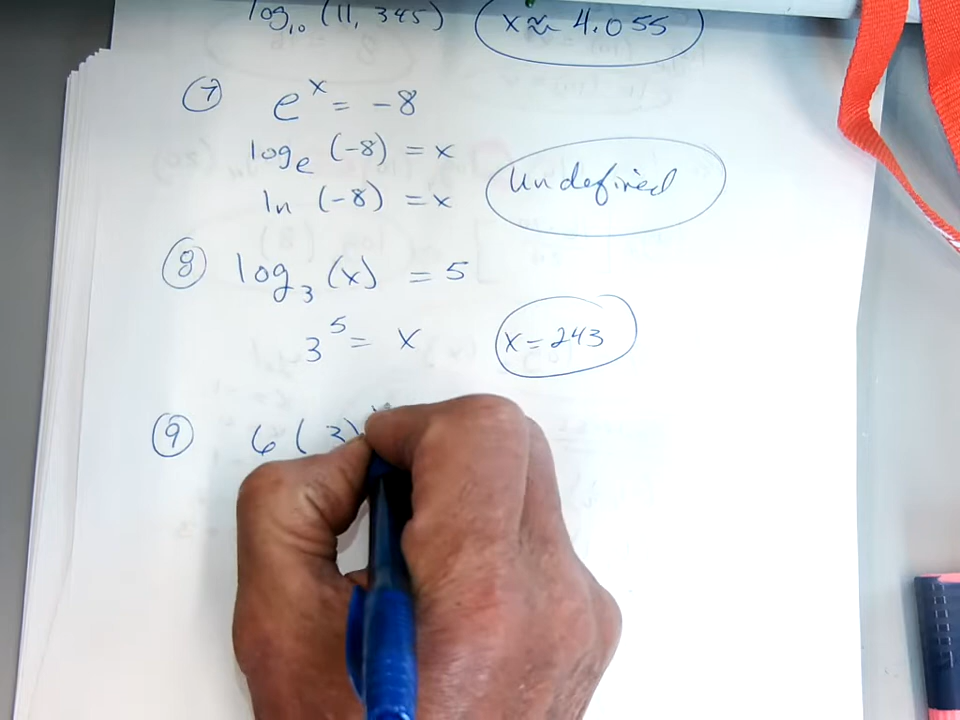 log₁₀ (11,345) x ≈ 4.055
⑦ eˣ = -8
logₑ (-8) = x
ln (-8) = x Undefined
⑧ log₃ (x) = 5
3⁵ = x x = 243
⑨ 6 (3)